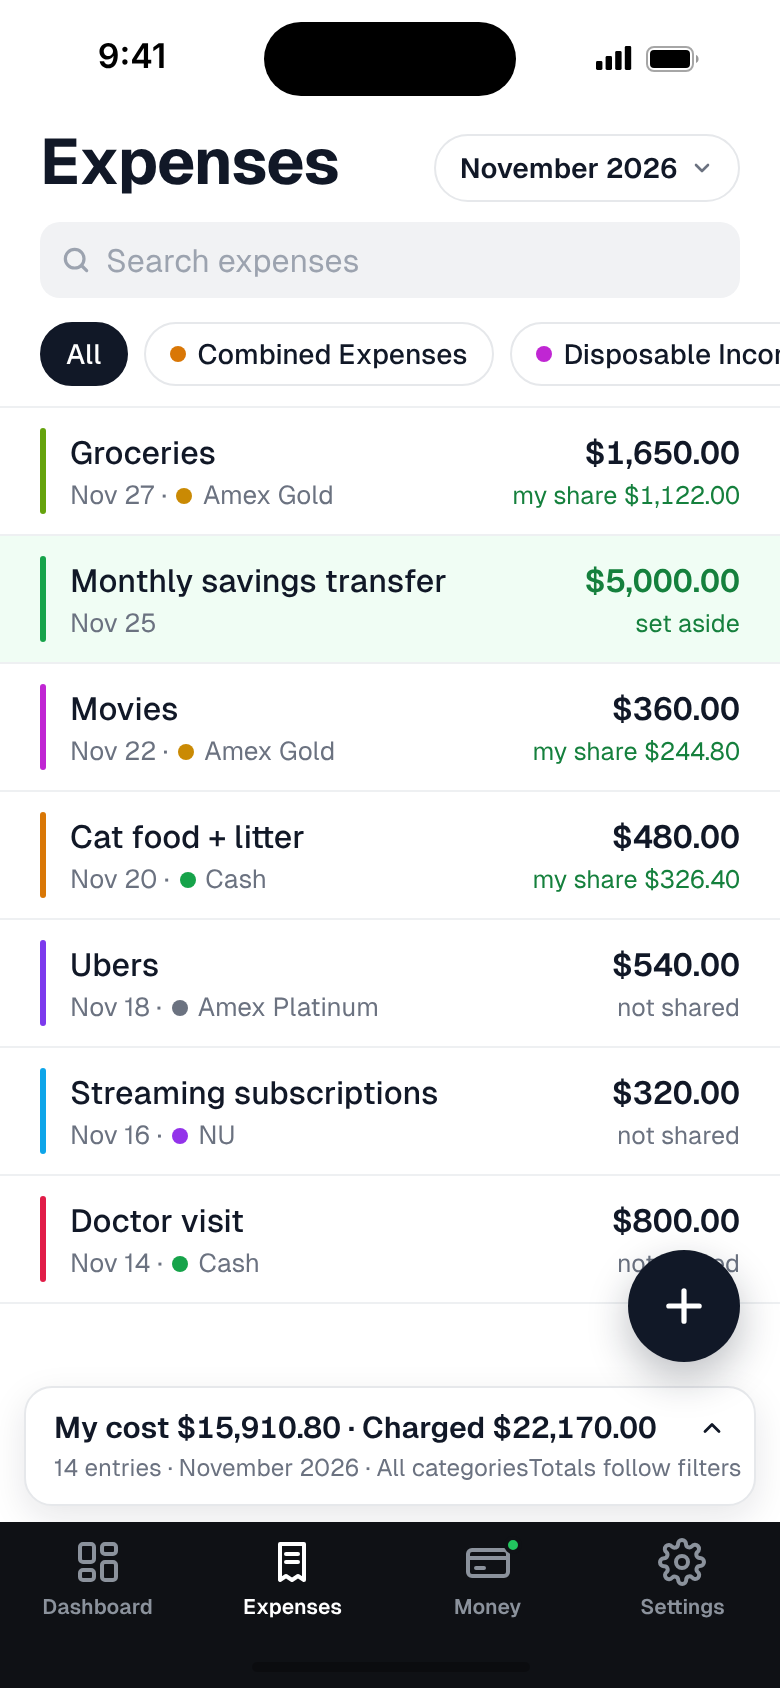 9:41
Expenses
November 2026
Search expenses
All
Combined Expenses
Disposable
Groceries
$1,650.00
Nov 27 · Amex Gold
my share $1,122.00
Monthly savings transfer
$5,000.00
Nov 25
set aside
Movies
$360.00
Nov 22 · Amex Gold
my share $244.80
Cat food + litter
$480.00
Nov 20 · Cash
my share $326.40
Ubers
$540.00
Nov 18 · Amex Platinum
not shared
Streaming subscriptions
$320.00
Nov 16 · NU
not shared
Doctor visit
$800.00
Nov 14 · Cash
My cost $15,910.80 · Charged $22,170.00
14 entries · November 2026 · All categoriesTotals follow filters
Dashboard
Expenses
Money
Settings